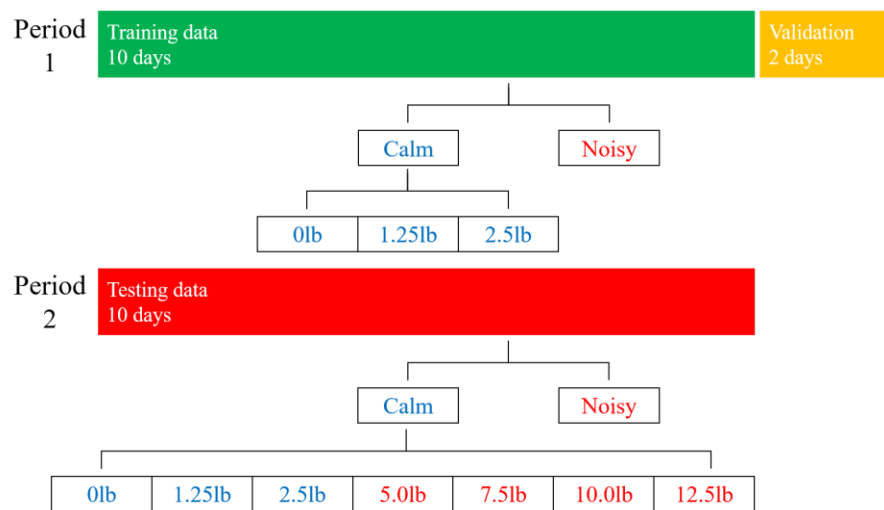 Period
1
Training data
10 days
Validation
2 days
Calm
Noisy
0lb
1.25lb
2.5lb
Period
2
Testing data
10 days
Calm
Noisy
0lb
1.25lb
2.5lb
5.0lb
7.5lb
10.0lb
12.5lb